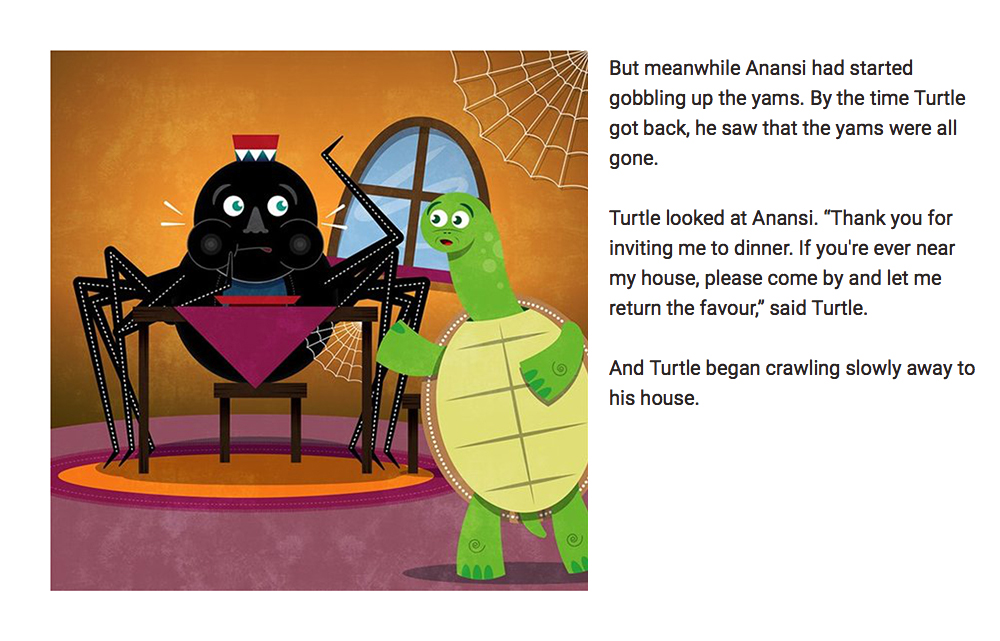 But meanwhile Anansi had started
gobbling up the yams. By the time Turtle
got back, he saw that the yams were all
gone.
Turtle looked at Anansi. “Thank you for
inviting me to dinner. If you're ever near
my house, please come by and let me
return the favour,” said Turtle.
And Turtle began crawling slowly away to
his house.